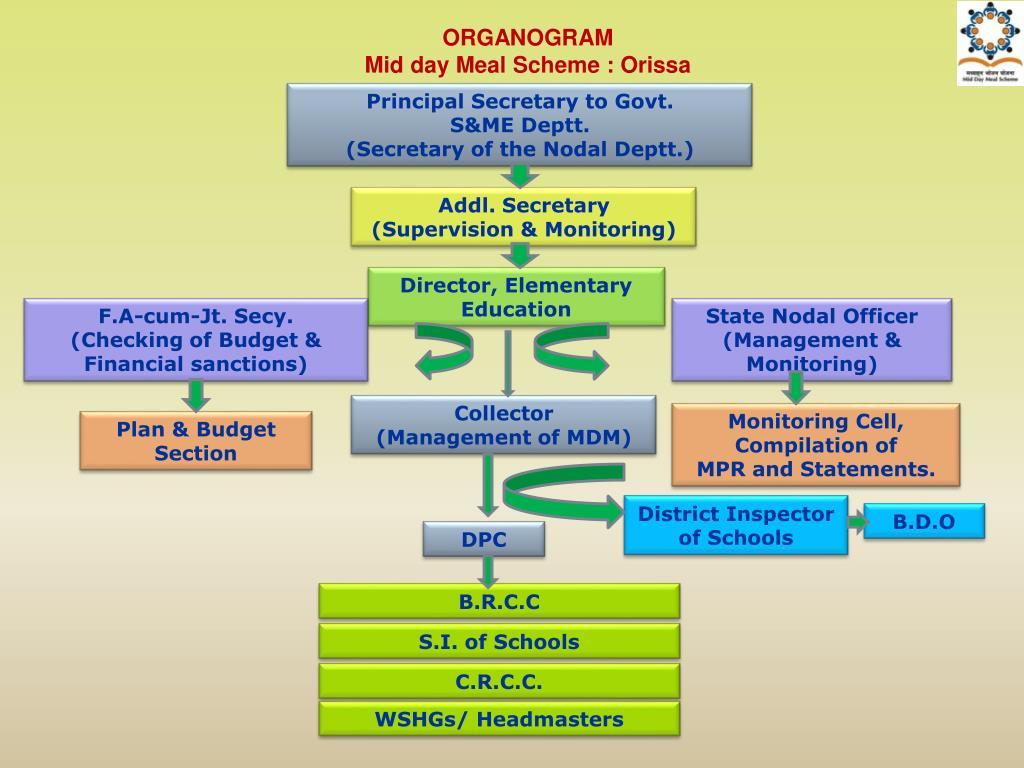 ORGANOGRAM
Mid day Meal Scheme : Orissa
मध्याह्न भोजन योजना
Mid Day Meal Scheme
Principal Secretary to Govt.
S&ME Deptt.
(Secretary of the Nodal Deptt.)
Addl. Secretary
(Supervision & Monitoring)
Director, Elementary
Education
F.A-cum-Jt. Secy.
(Checking of Budget &
Financial sanctions)
State Nodal Officer
(Management &
Monitoring)
Plan & Budget
Section
Collector
(Management of MDM)
Monitoring Cell,
Compilation of
MPR and Statements.
District Inspector
of Schools
B.D.O
DPC
B.R.C.C
S.I. of Schools
C.R.C.C.
WSHGs/ Headmasters